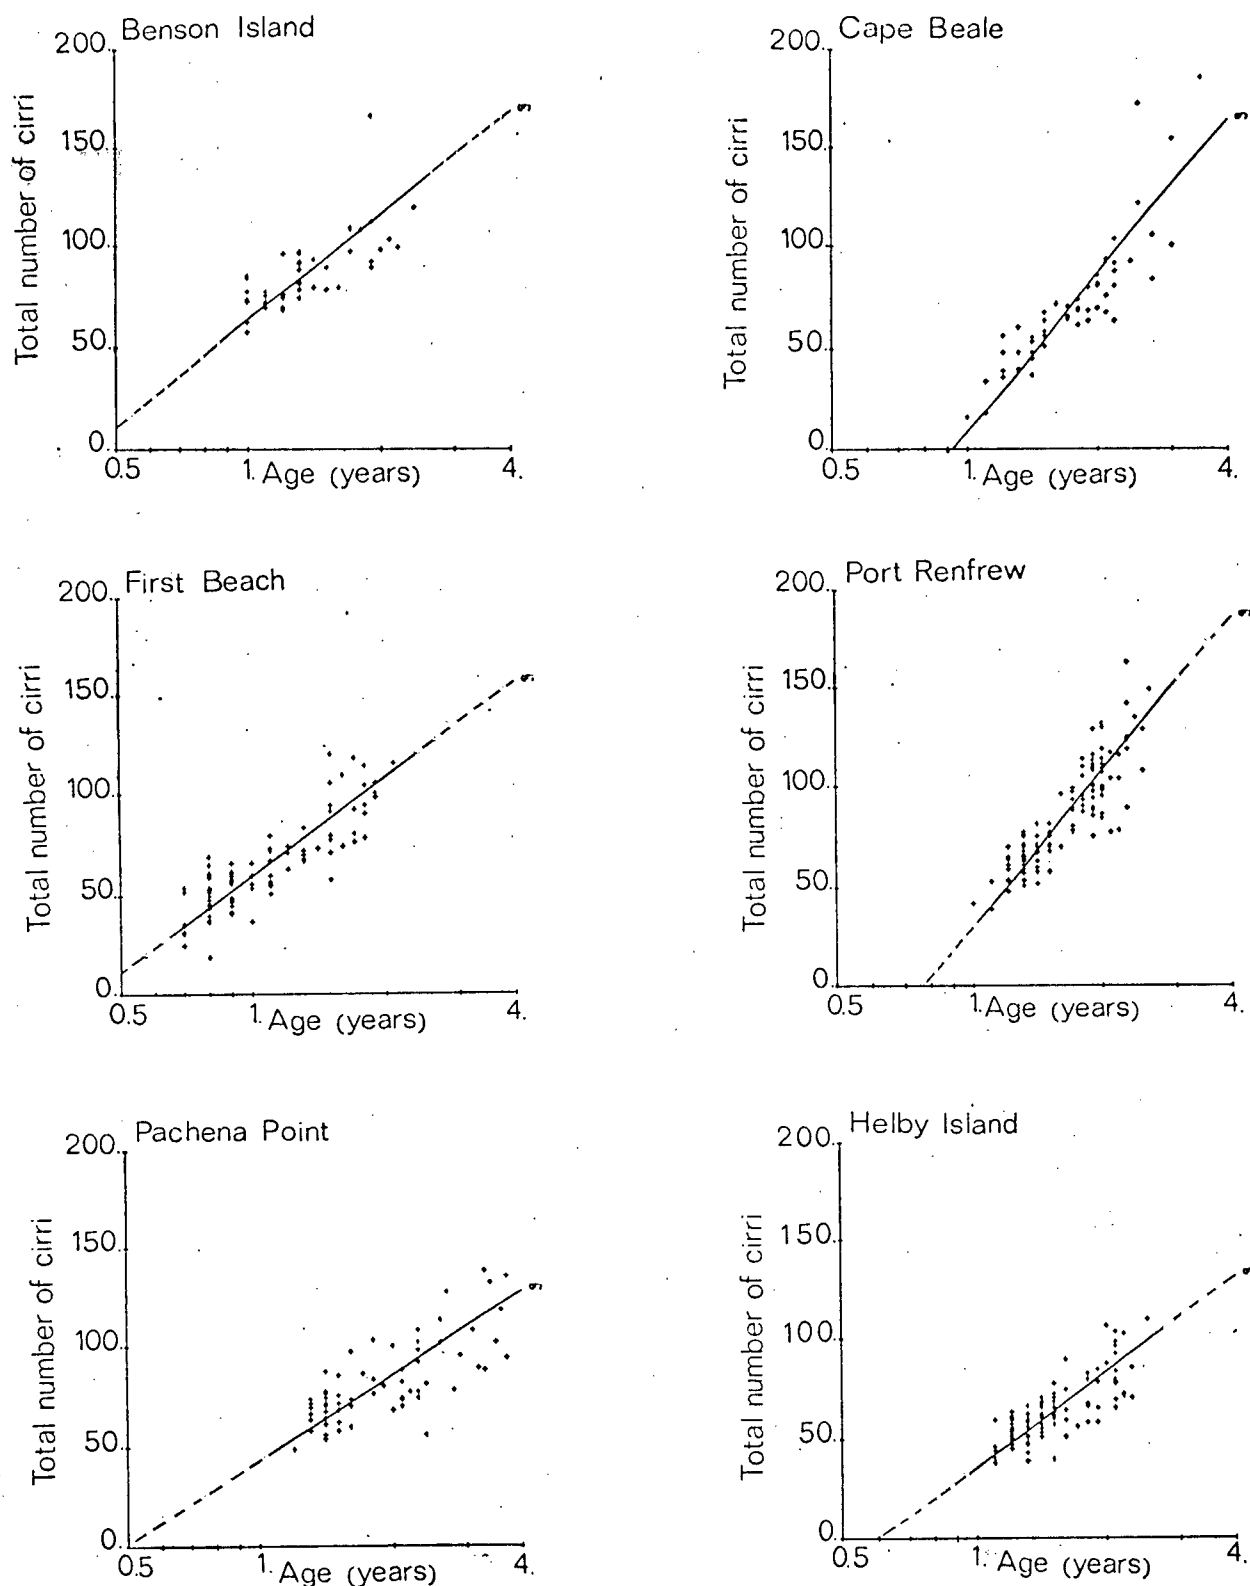 Benson Island
200.
150.
100.
50.
0.
Total number of cirri
0.5
1.
Age (years)
4.
g
Cape Beale
200.
150.
100.
50.
0.
Total number of cirri
0.5
1.
Age (years)
4.
g
First Beach
200.
150.
100.
50.
0.
Total number of cirri
0.5
1.
Age (years)
4.
g
Port Renfrew
200.
150.
100.
50.
0.
Total number of cirri
0.5
1.
Age (years)
4.
g
Pachena Point
200.
150.
100.
50.
0.
Total number of cirri
0.5
1.
Age (years)
4.
g
Helby Island
200.
150.
100.
50.
0.
Total number of cirri
0.5
1.
Age (years)
4.